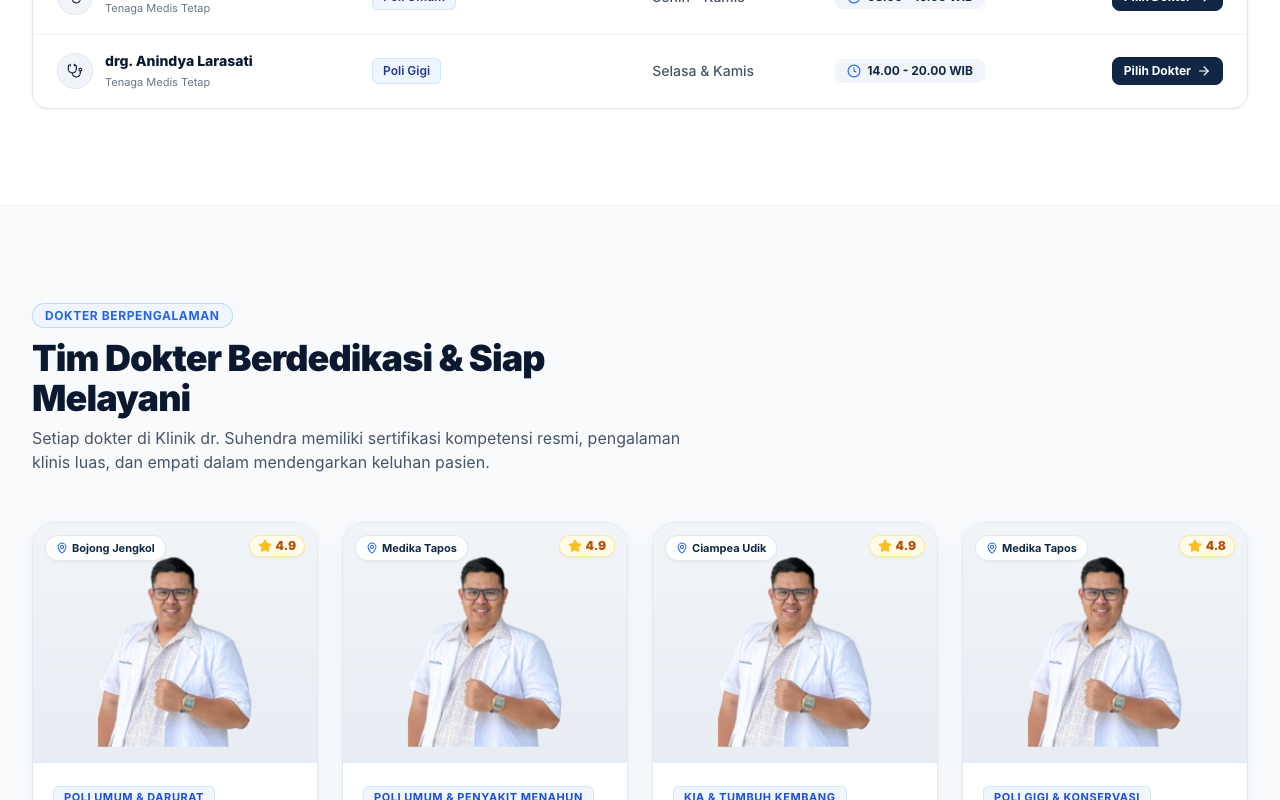 Tenaga Medis Tetap
drg. Anindya Larasati
Tenaga Medis Tetap
Poli Gigi
Selasa & Kamis
14.00 - 20.00 WIB
Pilih Dokter
DOKTER BERPENGALAMAN
Tim Dokter Berdedikasi & Siap
Melayani
Setiap dokter di Klinik dr. Suhendra memiliki sertifikasi kompetensi resmi, pengalaman
klinis luas, dan empati dalam mendengarkan keluhan pasien.
Bojong Jengkol
4.9
Medika Tapos
4.9
Ciampea Udik
4.9
Medika Tapos
4.8
POLI UMUM & DARURAT
POLI UMUM & PENYAKIT MENAHUN
KIA & TUMBUH KEMBANG
POLI GIGI & KONSERVASI